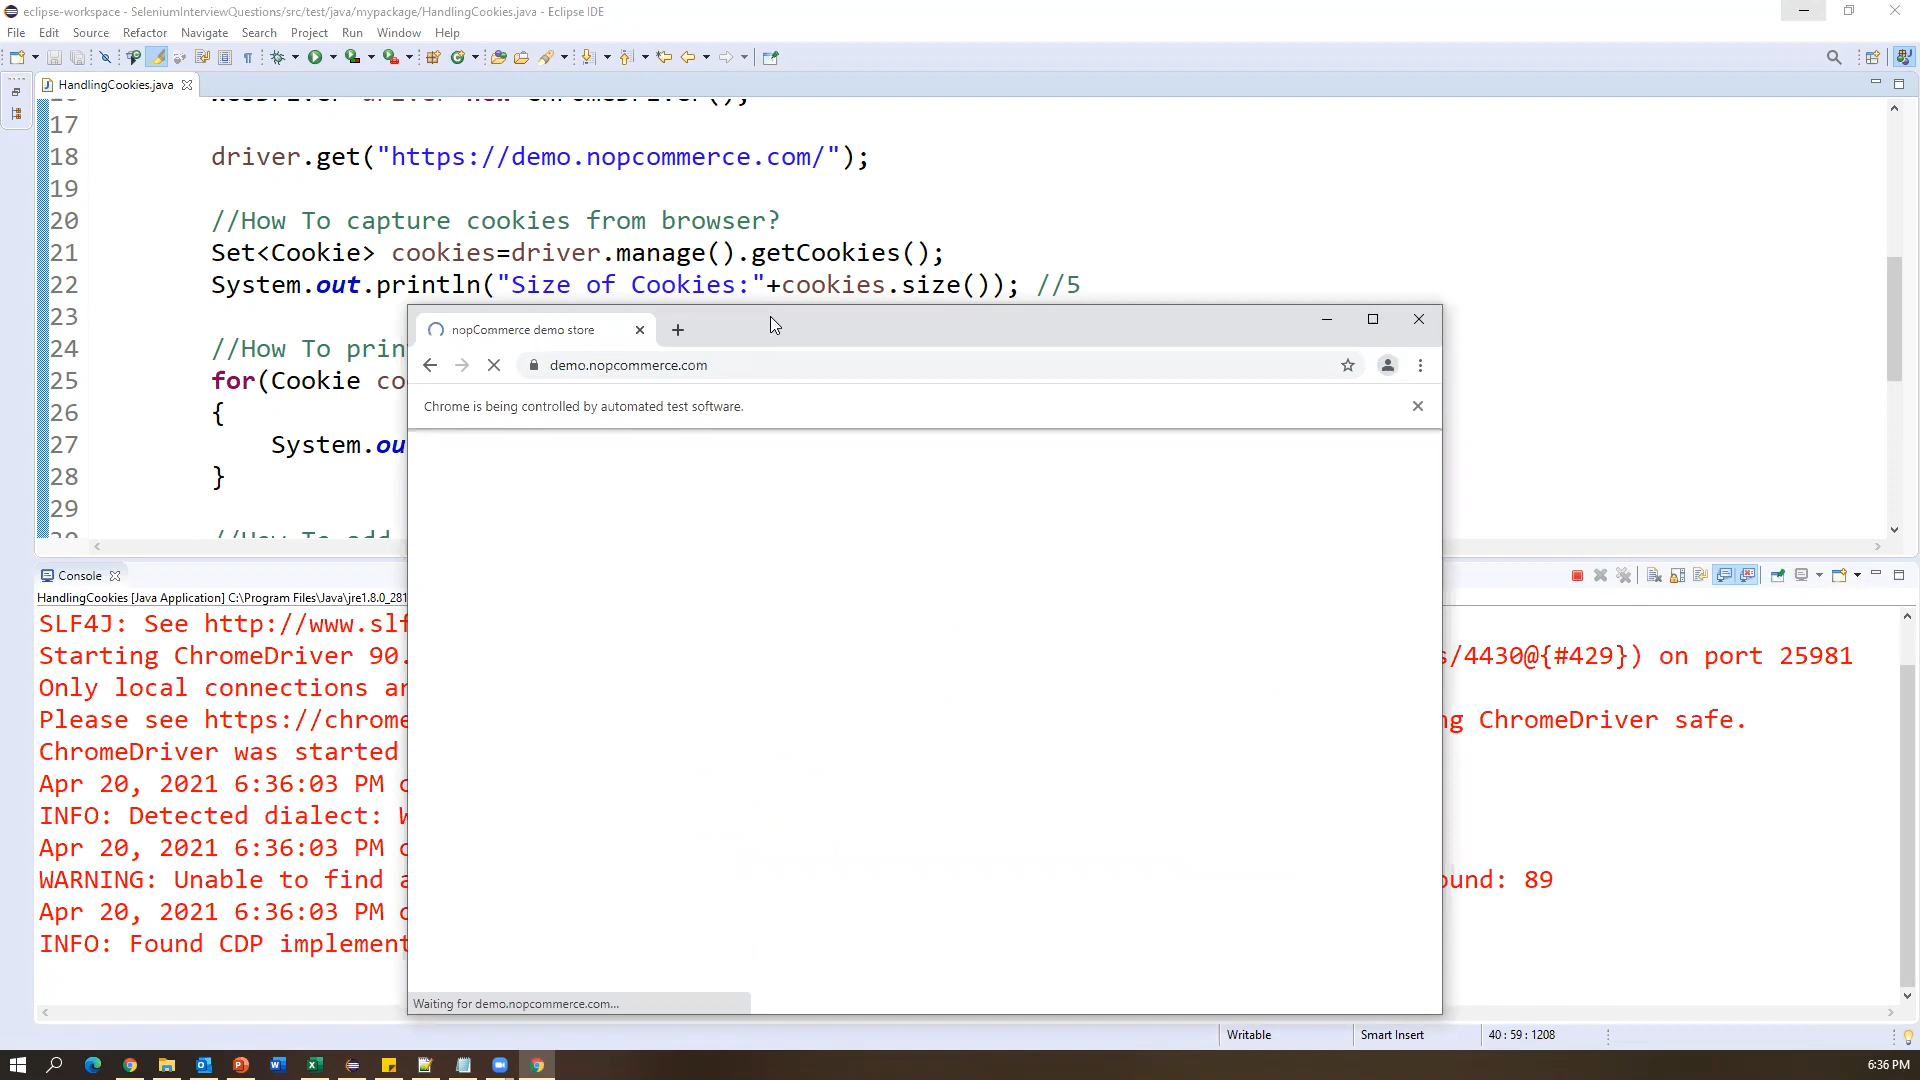 eclipse-workspace - SeleniumInterviewQuestions/src/test/java/mypackage/HandlingCookies.java - Eclipse IDE
File Edit Source Refactor Navigate Search Project Run Window Help
HandlingCookies.java
17
18 driver.get("https://demo.nopcommerce.com/");
19
20 //How To capture cookies from browser?
21 Set<Cookie> cookies=driver.manage().getCookies();
22 System.out.println("Size of Cookies:"+cookies.size()); //5
23
24 //How To prin
25 for(Cookie co
26 {
27 System.ou
28 }
29
nopCommerce demo store
demo.nopcommerce.com
Chrome is being controlled by automated test software.
Waiting for demo.nopcommerce.com...
Console
HandlingCookies [Java Application] C:\Program Files\Java\jre1.8.0_281
SLF4J: See http://www.slf
Starting ChromeDriver 90. s/4430@{#429}) on port 25981
Only local connections ar
Please see https://chrome ng ChromeDriver safe.
ChromeDriver was started
Apr 20, 2021 6:36:03 PM c
INFO: Detected dialect: W
Apr 20, 2021 6:36:03 PM c
WARNING: Unable to find a ound: 89
Apr 20, 2021 6:36:03 PM c
INFO: Found CDP implement
Writable Smart Insert 40 : 59 : 1208
6:36 PM